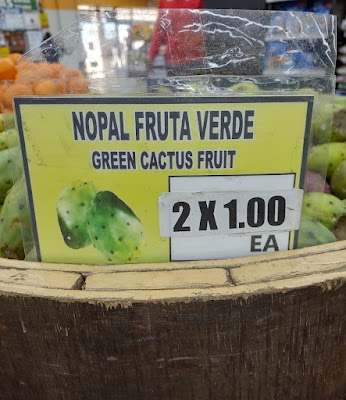 NOPAL FRUTA VERDE
GREEN CACTUS FRUIT
2 X 1.00
EA